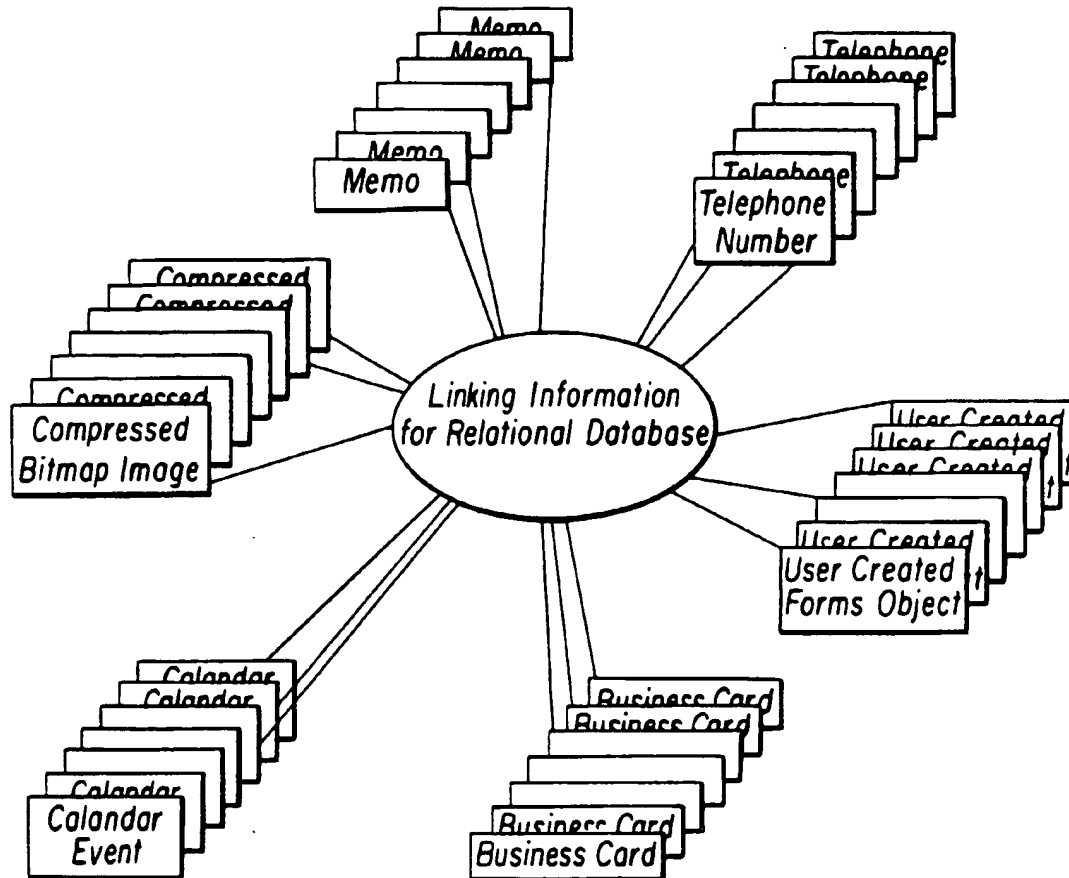 Memo
Memo
Memo
Memo
Telephone
Telephone
Telephone
Telephone
Number
Compressed
Compressed
Compressed
Compressed
Bitmap Image
Linking Information
for Relational Database
User Created
User Created
User Created
t
t
User Created
t
User Created
Forms Object
Calandar
Calandar
Calandar
Calandar
Event
Business Card
Business Card
Business Card
Business Card